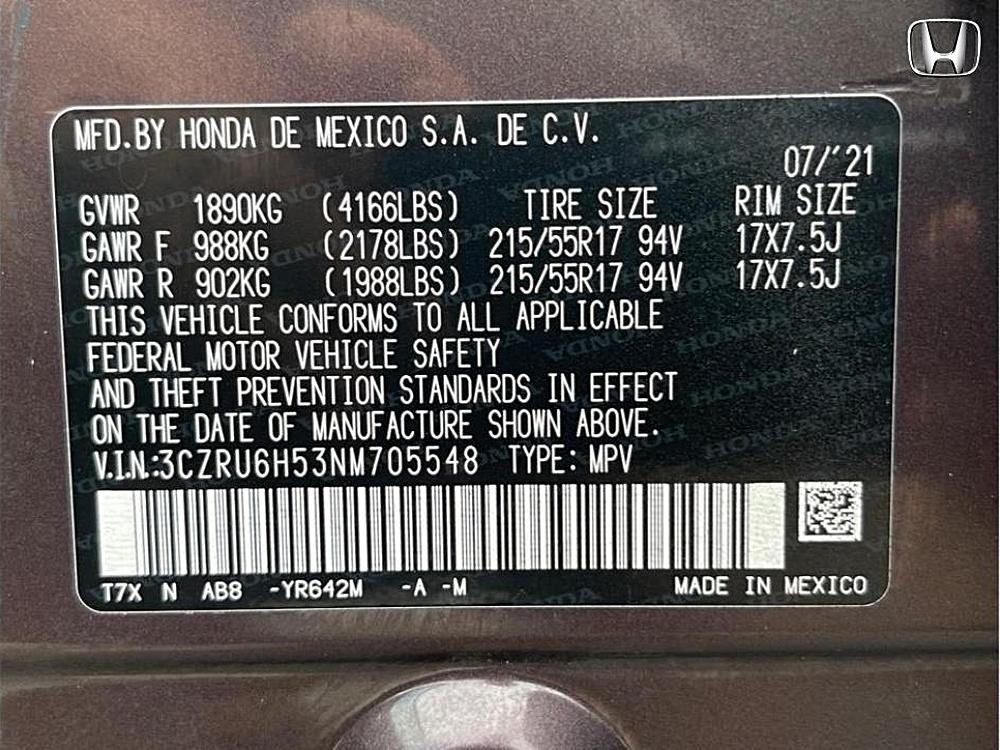 MFD.BY HONDA DE MEXICO S.A. DE C.V.
07/'21
GVWR 1890KG (4166LBS) TIRE SIZE RIM SIZE
GAWR F 988KG (2178LBS) 215/55R17 94V 17X7.5J
GAWR R 902KG (1988LBS) 215/55R17 94V 17X7.5J
THIS VEHICLE CONFORMS TO ALL APPLICABLE
FEDERAL MOTOR VEHICLE SAFETY
AND THEFT PREVENTION STANDARDS IN EFFECT
ON THE DATE OF MANUFACTURE SHOWN ABOVE.
V.I.N.:3CZRU6H53NM705548 TYPE: MPV
T7X N AB8 -YR642M -A -M MADE IN MEXICO